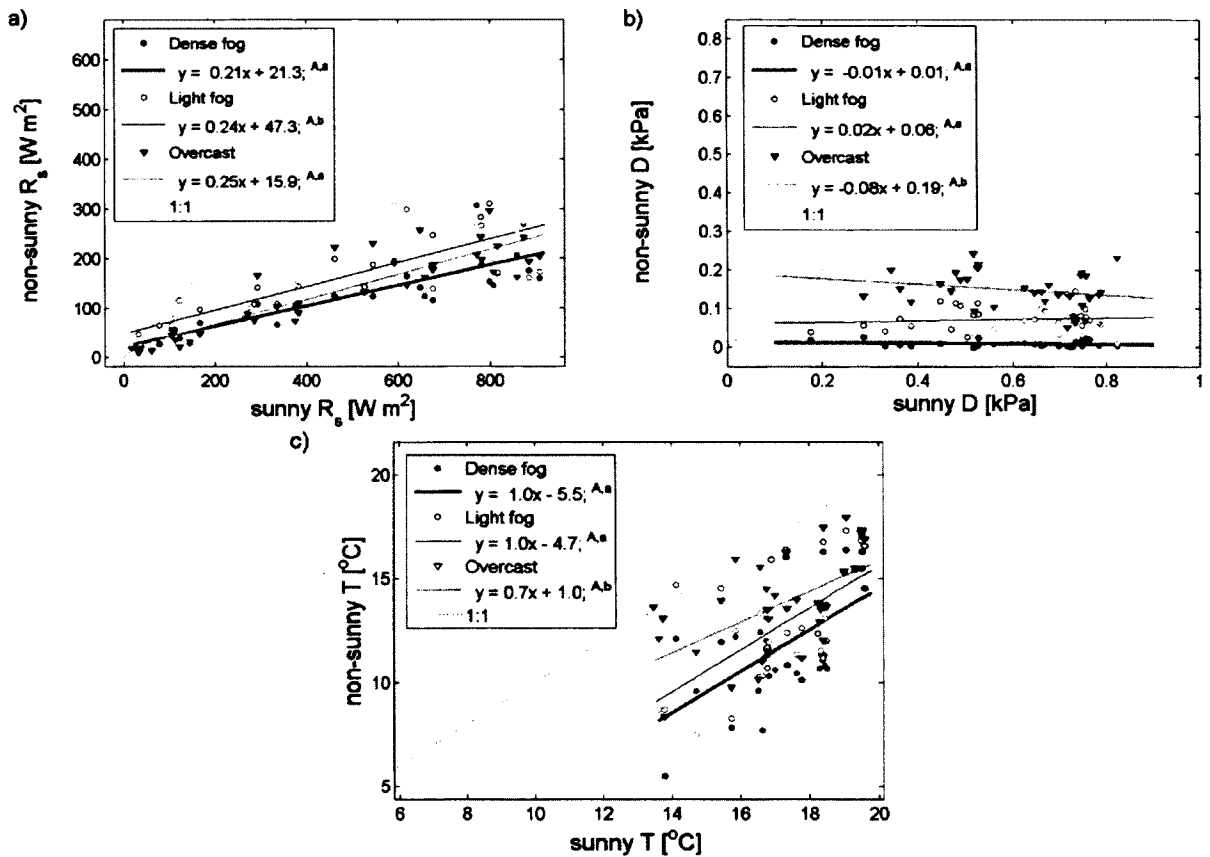 a)
600
500
400
300
200
100
0
non-sunny R_s [W m²]
Dense fog
y = 0.21x + 21.3; A,a
Light fog
y = 0.24x + 47.3; A,b
Overcast
y = 0.25x + 15.9; A,a
1:1
0 200 400 600 800
sunny R_s [W m²]
b)
0.8
0.7
0.6
0.5
0.4
0.3
0.2
0.1
0
non-sunny D [kPa]
Dense fog
y = -0.01x + 0.01; A,a
Light fog
y = 0.02x + 0.06; A,a
Overcast
y = -0.08x + 0.19; A,b
1:1
0 0.2 0.4 0.6 0.8 1
sunny D [kPa]
c)
20
15
10
5
non-sunny T [°C]
Dense fog
y = 1.0x - 5.5; A,a
Light fog
y = 1.0x - 4.7; A,a
Overcast
y = 0.7x + 1.0; A,b
1:1
6 8 10 12 14 16 18 20
sunny T [°C]